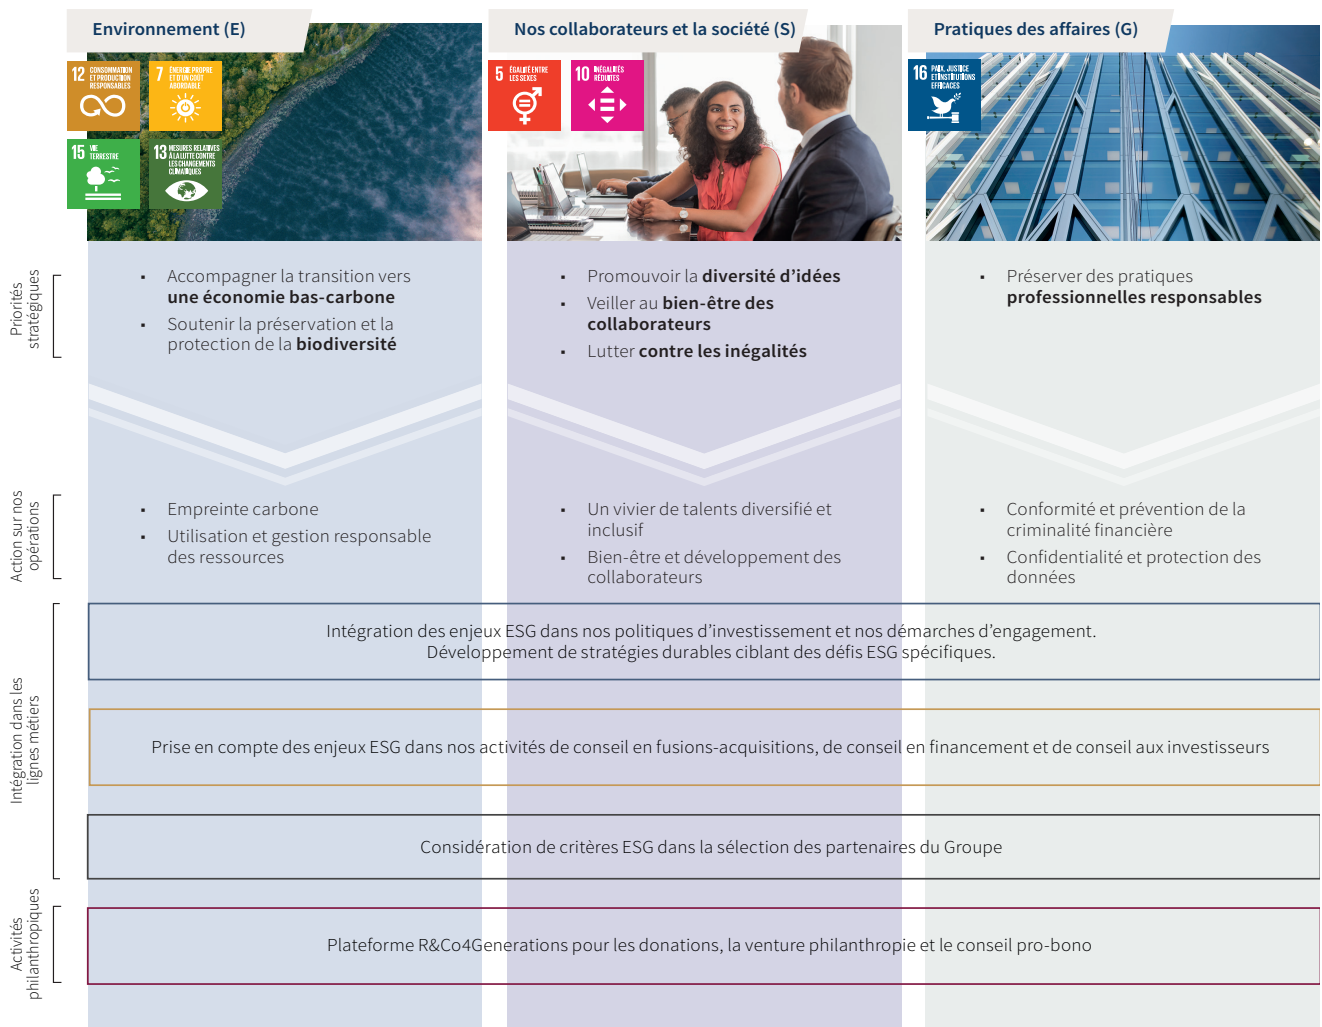 Environnement (E)
12 CONSOMMATION
ET PRODUCTION
RESPONSABLES
7 ÉNERGIE PROPRE
ET D'UN COÛT
ABORDABLE
15 VIE
TERRESTRE
13 MESURES RELATIVES
À LA LUTTE CONTRE
LES CHANGEMENTS
CLIMATIQUES
Nos collaborateurs et la société (S)
5 ÉGALITÉ ENTRE
LES SEXES
10 INÉGALITÉS
RÉDUITES
Pratiques des affaires (G)
16 PAIX, JUSTICE
ET INSTITUTIONS
EFFICACES
Priorités
stratégiques
▪ Accompagner la transition vers
une économie bas-carbone
▪ Soutenir la préservation et la
protection de la biodiversité
▪ Promouvoir la diversité d’idées
▪ Veiller au bien-être des
collaborateurs
▪ Lutter contre les inégalités
▪ Préserver des pratiques
professionnelles responsables
Action sur nos
opérations
▪ Empreinte carbone
▪ Utilisation et gestion responsable
des ressources
▪ Un vivier de talents diversifié et
inclusif
▪ Bien-être et développement des
collaborateurs
▪ Conformité et prévention de la
criminalité financière
▪ Confidentialité et protection des
données
Intégration dans les
lignes métiers
Intégration des enjeux ESG dans nos politiques d’investissement et nos démarches d’engagement.
Développement de stratégies durables ciblant des défis ESG spécifiques.
Prise en compte des enjeux ESG dans nos activités de conseil en fusions-acquisitions, de conseil en financement et de conseil aux investisseurs
Considération de critères ESG dans la sélection des partenaires du Groupe
Activités
philanthropiques
Plateforme R&Co4Generations pour les donations, la venture philanthropie et le conseil pro-bono